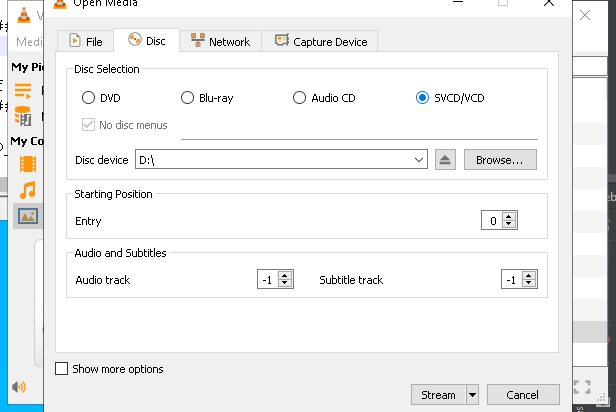 Open Media
Medi
File
Disc
Network
Capture Device
My Pi
My Co
Disc Selection
DVD
Blu-ray
Audio CD
SVCD/VCD
No disc menus
Disc device
D:\
Browse...
Starting Position
Entry
0
Audio and Subtitles
Audio track
-1
Subtitle track
-1
Show more options
Stream
Cancel